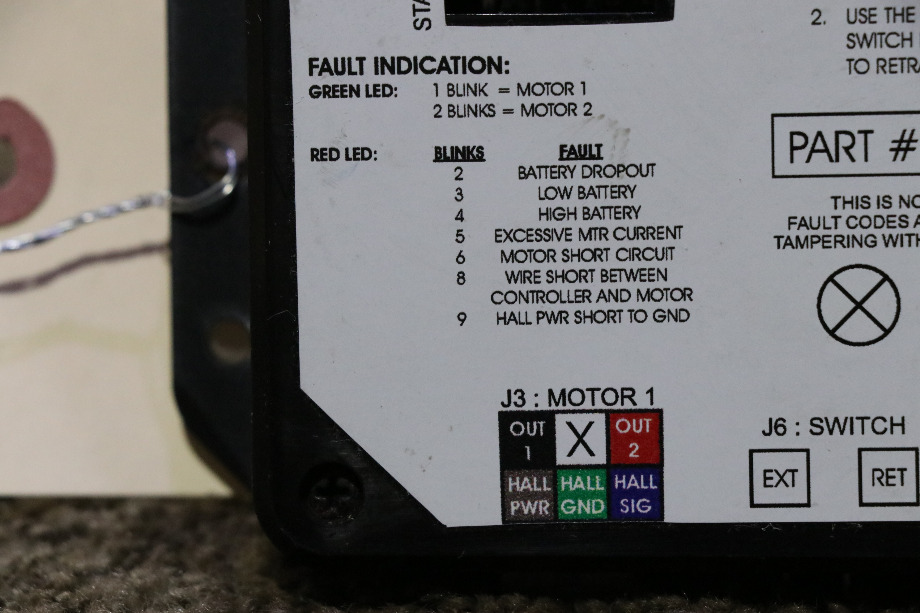 STA
2. USE THE
SWITCH
TO RETRA
FAULT INDICATION:
GREEN LED: 1 BLINK = MOTOR 1
2 BLINKS = MOTOR 2
RED LED: BLINKS FAULT
2 BATTERY DROPOUT
3 LOW BATTERY
4 HIGH BATTERY
5 EXCESSIVE MTR CURRENT
6 MOTOR SHORT CIRCUIT
8 WIRE SHORT BETWEEN
CONTROLLER AND MOTOR
9 HALL PWR SHORT TO GND
PART #
THIS IS NO
FAULT CODES A
TAMPERING WITH
J3 : MOTOR 1
OUT 1 X OUT 2
HALL PWR HALL GND HALL SIG
J6 : SWITCH
EXT RET